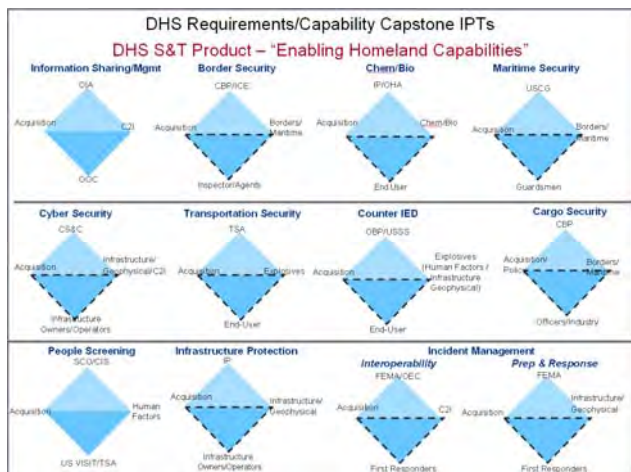 DHS Requirements/Capability Capstone IPTs
DHS S&T Product – “Enabling Homeland Capabilities”
Information Sharing/Mgmt
OIA
Acquisition
C2I
OOC
Border Security
CBP/ICE
Acquisition
Borders/
Maritime
Inspector/Agents
Chem/Bio
IP/OHA
Acquisition
Chem/Bio
End User
Maritime Security
USCG
Acquisition
Borders/
Maritime
Guardsmen
Cyber Security
CS&C
Acquisition
Infrastructure/
Geophysical/C2I
Infrastructure
Owners/Operators
Transportation Security
TSA
Acquisition
Explosives
End-User
Counter IED
OBP/USSS
Acquisition
Explosives
(Human Factors /
Infrastructure
Geophysical)
End-User
Cargo Security
CBP
Acquisition/
Policy
Borders/
Maritime
Officers/Industry
People Screening
SCO/CIS
Acquisition
Human
Factors
US VISIT/TSA
Infrastructure Protection
IP
Acquisition
Infrastructure/
Geophysical
Infrastructure
Owners/Operators
Incident Management
Interoperability
FEMA/OEC
Acquisition
C2I
First Responders
Prep & Response
FEMA
Acquisition
Infrastructure/
Geophysical
First Responders